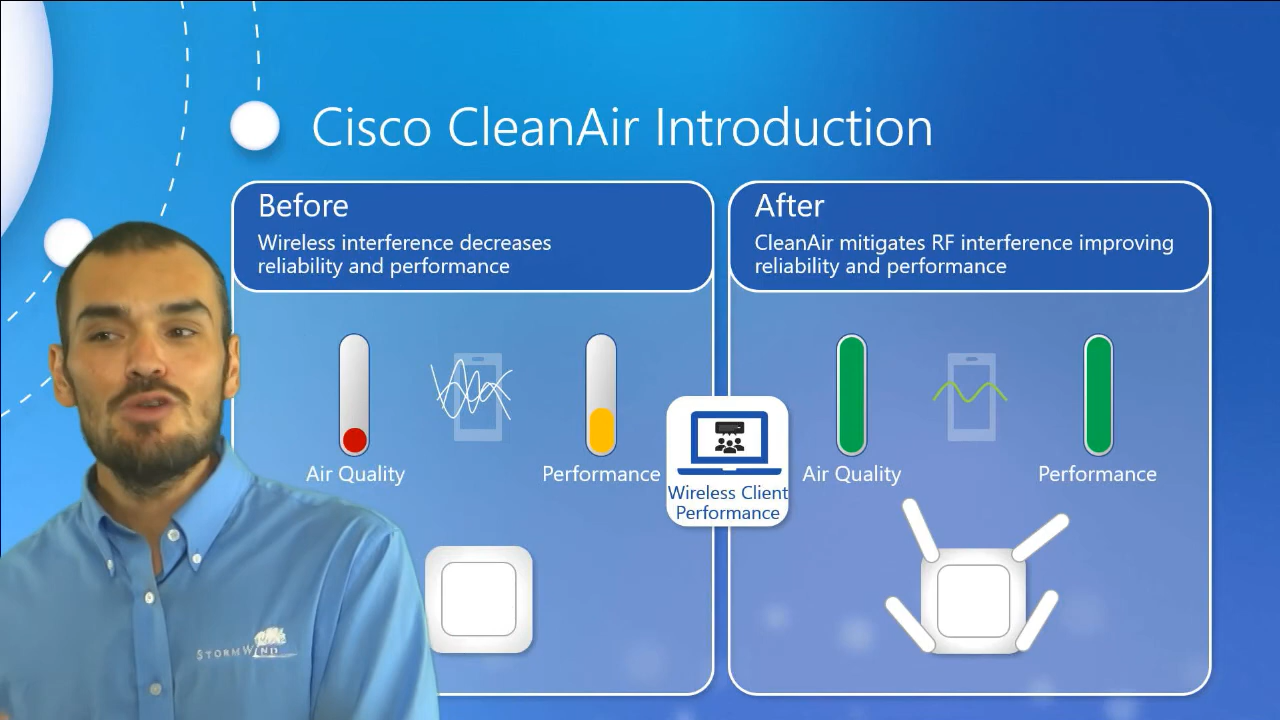 Cisco CleanAir Introduction
Before
Wireless interference decreases
reliability and performance
After
CleanAir mitigates RF interference improving
reliability and performance
Air Quality
Performance
Wireless Client
Performance
Air Quality
Performance
STORMWIND